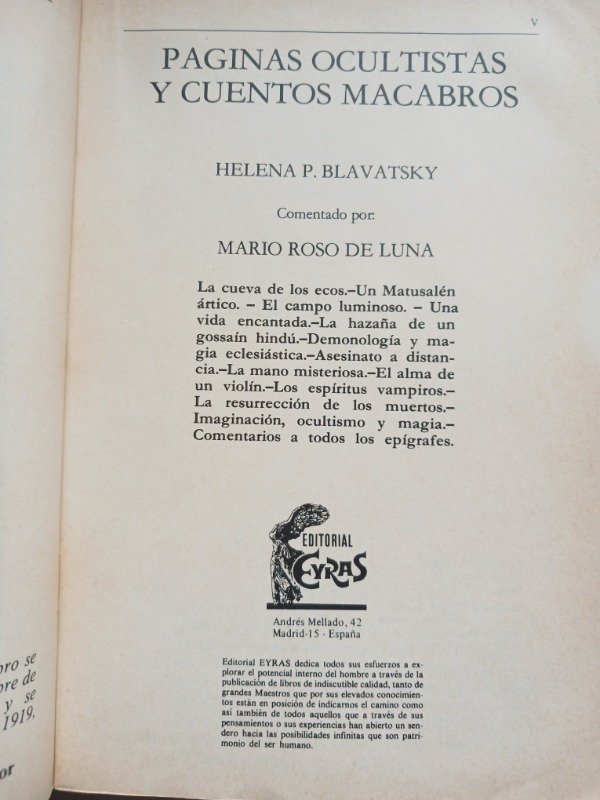 V
PAGINAS OCULTISTAS
Y CUENTOS MACABROS
HELENA P. BLAVATSKY
Comentado por:
MARIO ROSO DE LUNA
La cueva de los ecos.–Un Matusalén
ártico. – El campo luminoso. – Una
vida encantada.–La hazaña de un
gossaín hindú.–Demonología y ma-
gia eclesiástica.–Asesinato a distan-
cia.–La mano misteriosa.–El alma de
un violín.–Los espíritus vampiros.–
La resurrección de los muertos.–
Imaginación, ocultismo y magia.–
Comentarios a todos los epígrafes.
EDITORIAL
EYRAS
Andrés Mellado, 42
Madrid-15 - España
Editorial EYRAS dedica todos sus esfuerzos a ex-
plorar el potencial interno del hombre a través de la
publicación de libros de indiscutible calidad, tanto de
grandes Maestros que por sus elevados conocimien-
tos están en posición de indicarnos el camino como
así también de todos aquellos que a través de sus
pensamientos o sus experiencias han abierto un sen-
dero hacia las posibilidades infinitas que son patri-
monio del ser humano.
bro se
bre de
y se
1919.
or